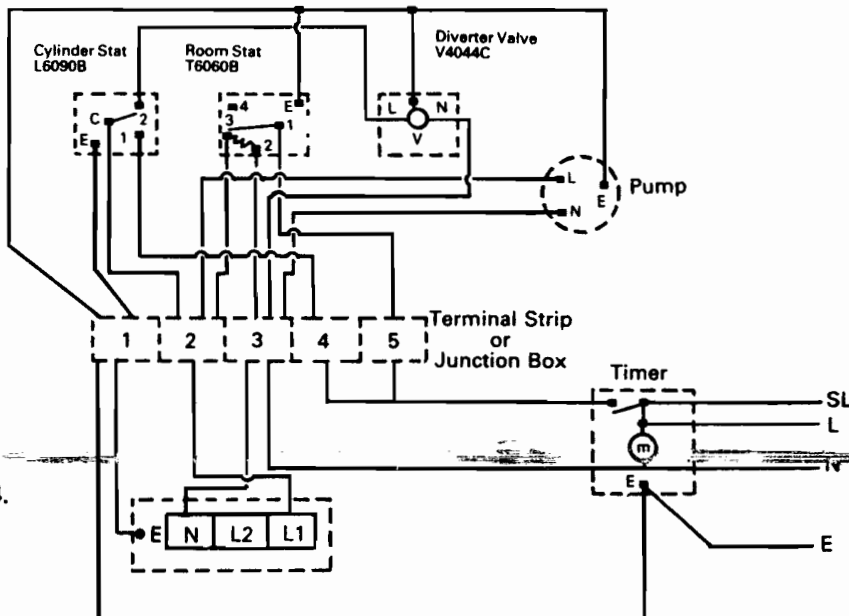 Cylinder Stat
L6090B
Room Stat
T6060B
Diverter Valve
V4044C
C
2
E
1
4
E
3
1
2
L
N
V
L
N
E
Pump
1
2
3
4
5
Terminal Strip
or
Junction Box
Timer
SL
L
m
N
E
E
E
N
L2
L1